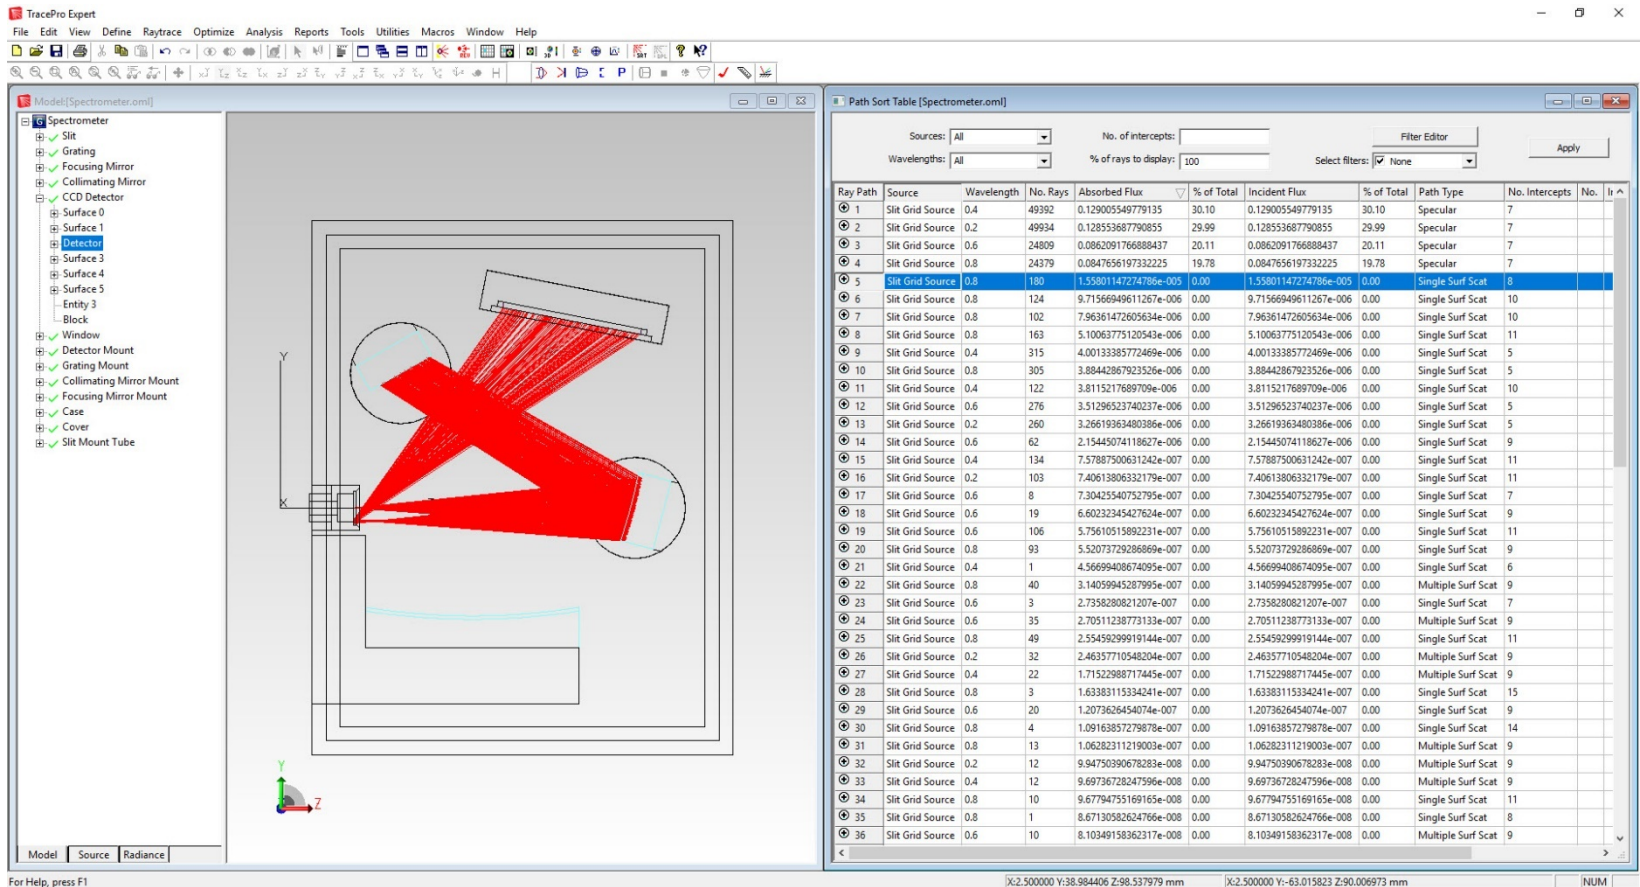 TracePro Expert
File Edit View Define Raytrace Optimize Analysis Reports Tools Utilities Macros Window Help
Model:[Spectrometer.oml]
Spectrometer
Slit
Grating
Focusing Mirror
Collimating Mirror
CCD Detector
Surface 0
Surface 1
Detector
Surface 3
Surface 4
Surface 5
Entity 3
Block
Window
Detector Mount
Grating Mount
Collimating Mirror Mount
Focusing Mirror Mount
Case
Cover
Slit Mount Tube
Model Source Radiance
Y
X
Y
Z
Path Sort Table [Spectrometer.oml]
Sources: All No. of intercepts: Filter Editor
Wavelengths: All % of rays to display: 100 Select filters: None Apply
Ray Path Source Wavelength No. Rays Absorbed Flux % of Total Incident Flux % of Total Path Type No. Intercepts No.
1 Slit Grid Source 0.4 49392 0.129005549779135 30.10 0.129005549779135 30.10 Specular 7
2 Slit Grid Source 0.2 49934 0.128553687790855 29.99 0.128553687790855 29.99 Specular 7
3 Slit Grid Source 0.6 24809 0.0862091766888437 20.11 0.0862091766888437 20.11 Specular 7
4 Slit Grid Source 0.8 24379 0.0847656197332225 19.78 0.0847656197332225 19.78 Specular 7
5 Slit Grid Source 0.8 180 1.55801147274786e-005 0.00 1.55801147274786e-005 0.00 Single Surf Scat 8
6 Slit Grid Source 0.8 124 9.71566949611267e-006 0.00 9.71566949611267e-006 0.00 Single Surf Scat 10
7 Slit Grid Source 0.8 102 7.96361472605634e-006 0.00 7.96361472605634e-006 0.00 Single Surf Scat 10
8 Slit Grid Source 0.8 163 5.10063775120543e-006 0.00 5.10063775120543e-006 0.00 Single Surf Scat 11
9 Slit Grid Source 0.4 315 4.00133385772469e-006 0.00 4.00133385772469e-006 0.00 Single Surf Scat 5
10 Slit Grid Source 0.8 305 3.88442867923526e-006 0.00 3.88442867923526e-006 0.00 Single Surf Scat 5
11 Slit Grid Source 0.4 122 3.8115217689709e-006 0.00 3.8115217689709e-006 0.00 Single Surf Scat 10
12 Slit Grid Source 0.6 276 3.51296523740237e-006 0.00 3.51296523740237e-006 0.00 Single Surf Scat 5
13 Slit Grid Source 0.2 260 3.26619363480386e-006 0.00 3.26619363480386e-006 0.00 Single Surf Scat 5
14 Slit Grid Source 0.6 62 2.15445074118627e-006 0.00 2.15445074118627e-006 0.00 Single Surf Scat 9
15 Slit Grid Source 0.4 134 7.57887500631242e-007 0.00 7.57887500631242e-007 0.00 Single Surf Scat 11
16 Slit Grid Source 0.2 103 7.40613806332179e-007 0.00 7.40613806332179e-007 0.00 Single Surf Scat 11
17 Slit Grid Source 0.6 8 7.30425540752795e-007 0.00 7.30425540752795e-007 0.00 Single Surf Scat 7
18 Slit Grid Source 0.6 19 6.60232345427624e-007 0.00 6.60232345427624e-007 0.00 Single Surf Scat 9
19 Slit Grid Source 0.6 106 5.75610515892231e-007 0.00 5.75610515892231e-007 0.00 Single Surf Scat 11
20 Slit Grid Source 0.8 93 5.52073729286869e-007 0.00 5.52073729286869e-007 0.00 Single Surf Scat 9
21 Slit Grid Source 0.4 1 4.56699408674095e-007 0.00 4.56699408674095e-007 0.00 Single Surf Scat 6
22 Slit Grid Source 0.8 40 3.14059945287995e-007 0.00 3.14059945287995e-007 0.00 Multiple Surf Scat 9
23 Slit Grid Source 0.6 3 2.7358280821207e-007 0.00 2.7358280821207e-007 0.00 Single Surf Scat 7
24 Slit Grid Source 0.6 35 2.70511238773133e-007 0.00 2.70511238773133e-007 0.00 Multiple Surf Scat 9
25 Slit Grid Source 0.8 49 2.55459299919144e-007 0.00 2.55459299919144e-007 0.00 Single Surf Scat 11
26 Slit Grid Source 0.2 32 2.46357710548204e-007 0.00 2.46357710548204e-007 0.00 Multiple Surf Scat 9
27 Slit Grid Source 0.4 22 1.71522988717445e-007 0.00 1.71522988717445e-007 0.00 Multiple Surf Scat 9
28 Slit Grid Source 0.8 3 1.63383115334241e-007 0.00 1.63383115334241e-007 0.00 Single Surf Scat 15
29 Slit Grid Source 0.6 20 1.2073626454074e-007 0.00 1.2073626454074e-007 0.00 Single Surf Scat 9
30 Slit Grid Source 0.8 4 1.09163857279878e-007 0.00 1.09163857279878e-007 0.00 Single Surf Scat 14
31 Slit Grid Source 0.8 13 1.06282311219003e-007 0.00 1.06282311219003e-007 0.00 Multiple Surf Scat 9
32 Slit Grid Source 0.2 12 9.94750390678283e-008 0.00 9.94750390678283e-008 0.00 Multiple Surf Scat 9
33 Slit Grid Source 0.4 12 9.69736728247596e-008 0.00 9.69736728247596e-008 0.00 Multiple Surf Scat 9
34 Slit Grid Source 0.8 10 9.67794755169165e-008 0.00 9.67794755169165e-008 0.00 Single Surf Scat 11
35 Slit Grid Source 0.8 1 8.67130582624766e-008 0.00 8.67130582624766e-008 0.00 Single Surf Scat 8
36 Slit Grid Source 0.6 10 8.10349158362317e-008 0.00 8.10349158362317e-008 0.00 Multiple Surf Scat 9
For Help, press F1 X:2.500000 Y:38.984406 Z:98.537979 mm X:2.500000 Y:-63.015823 Z:90.006973 mm NUM